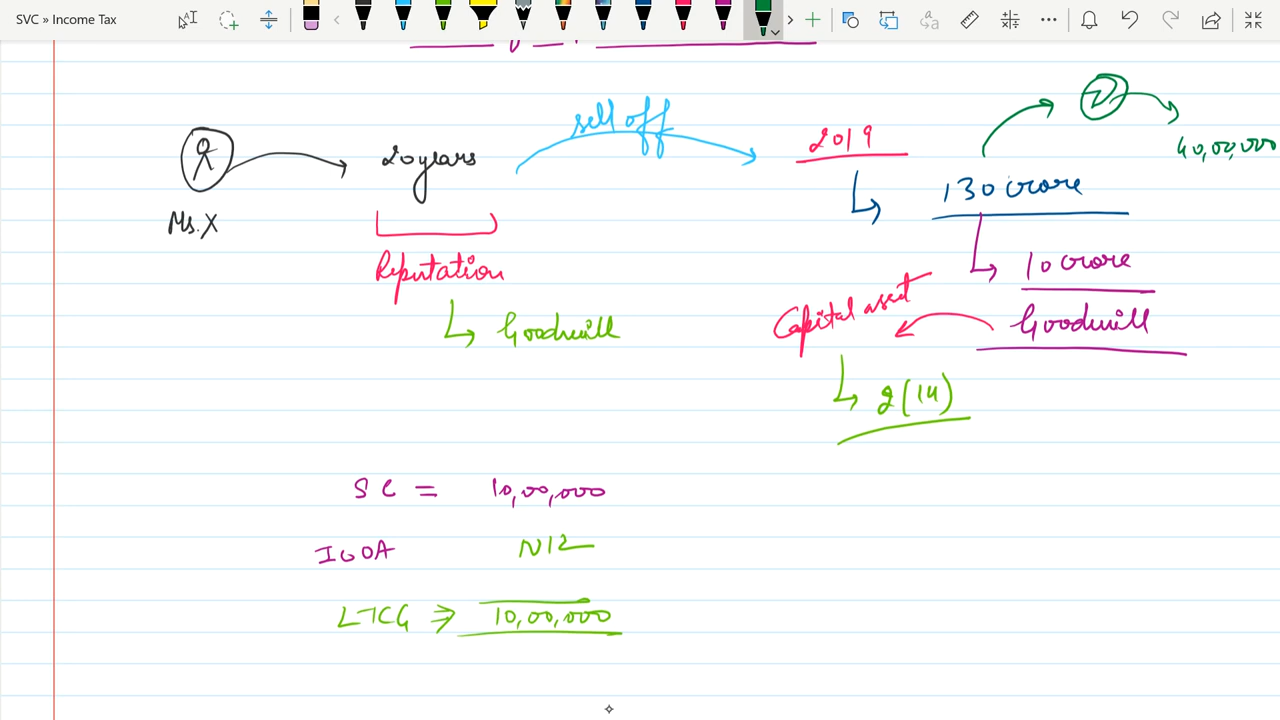 SVC » Income Tax
sell off
2019
40,00,000
20 years
130 crore
Ms. X
Reputation
10 crore
Goodwill
Capital asset
Goodwill
2(14)
SC = 10,00,000
IOOA NIL
LTCG ⇒ 10,00,000